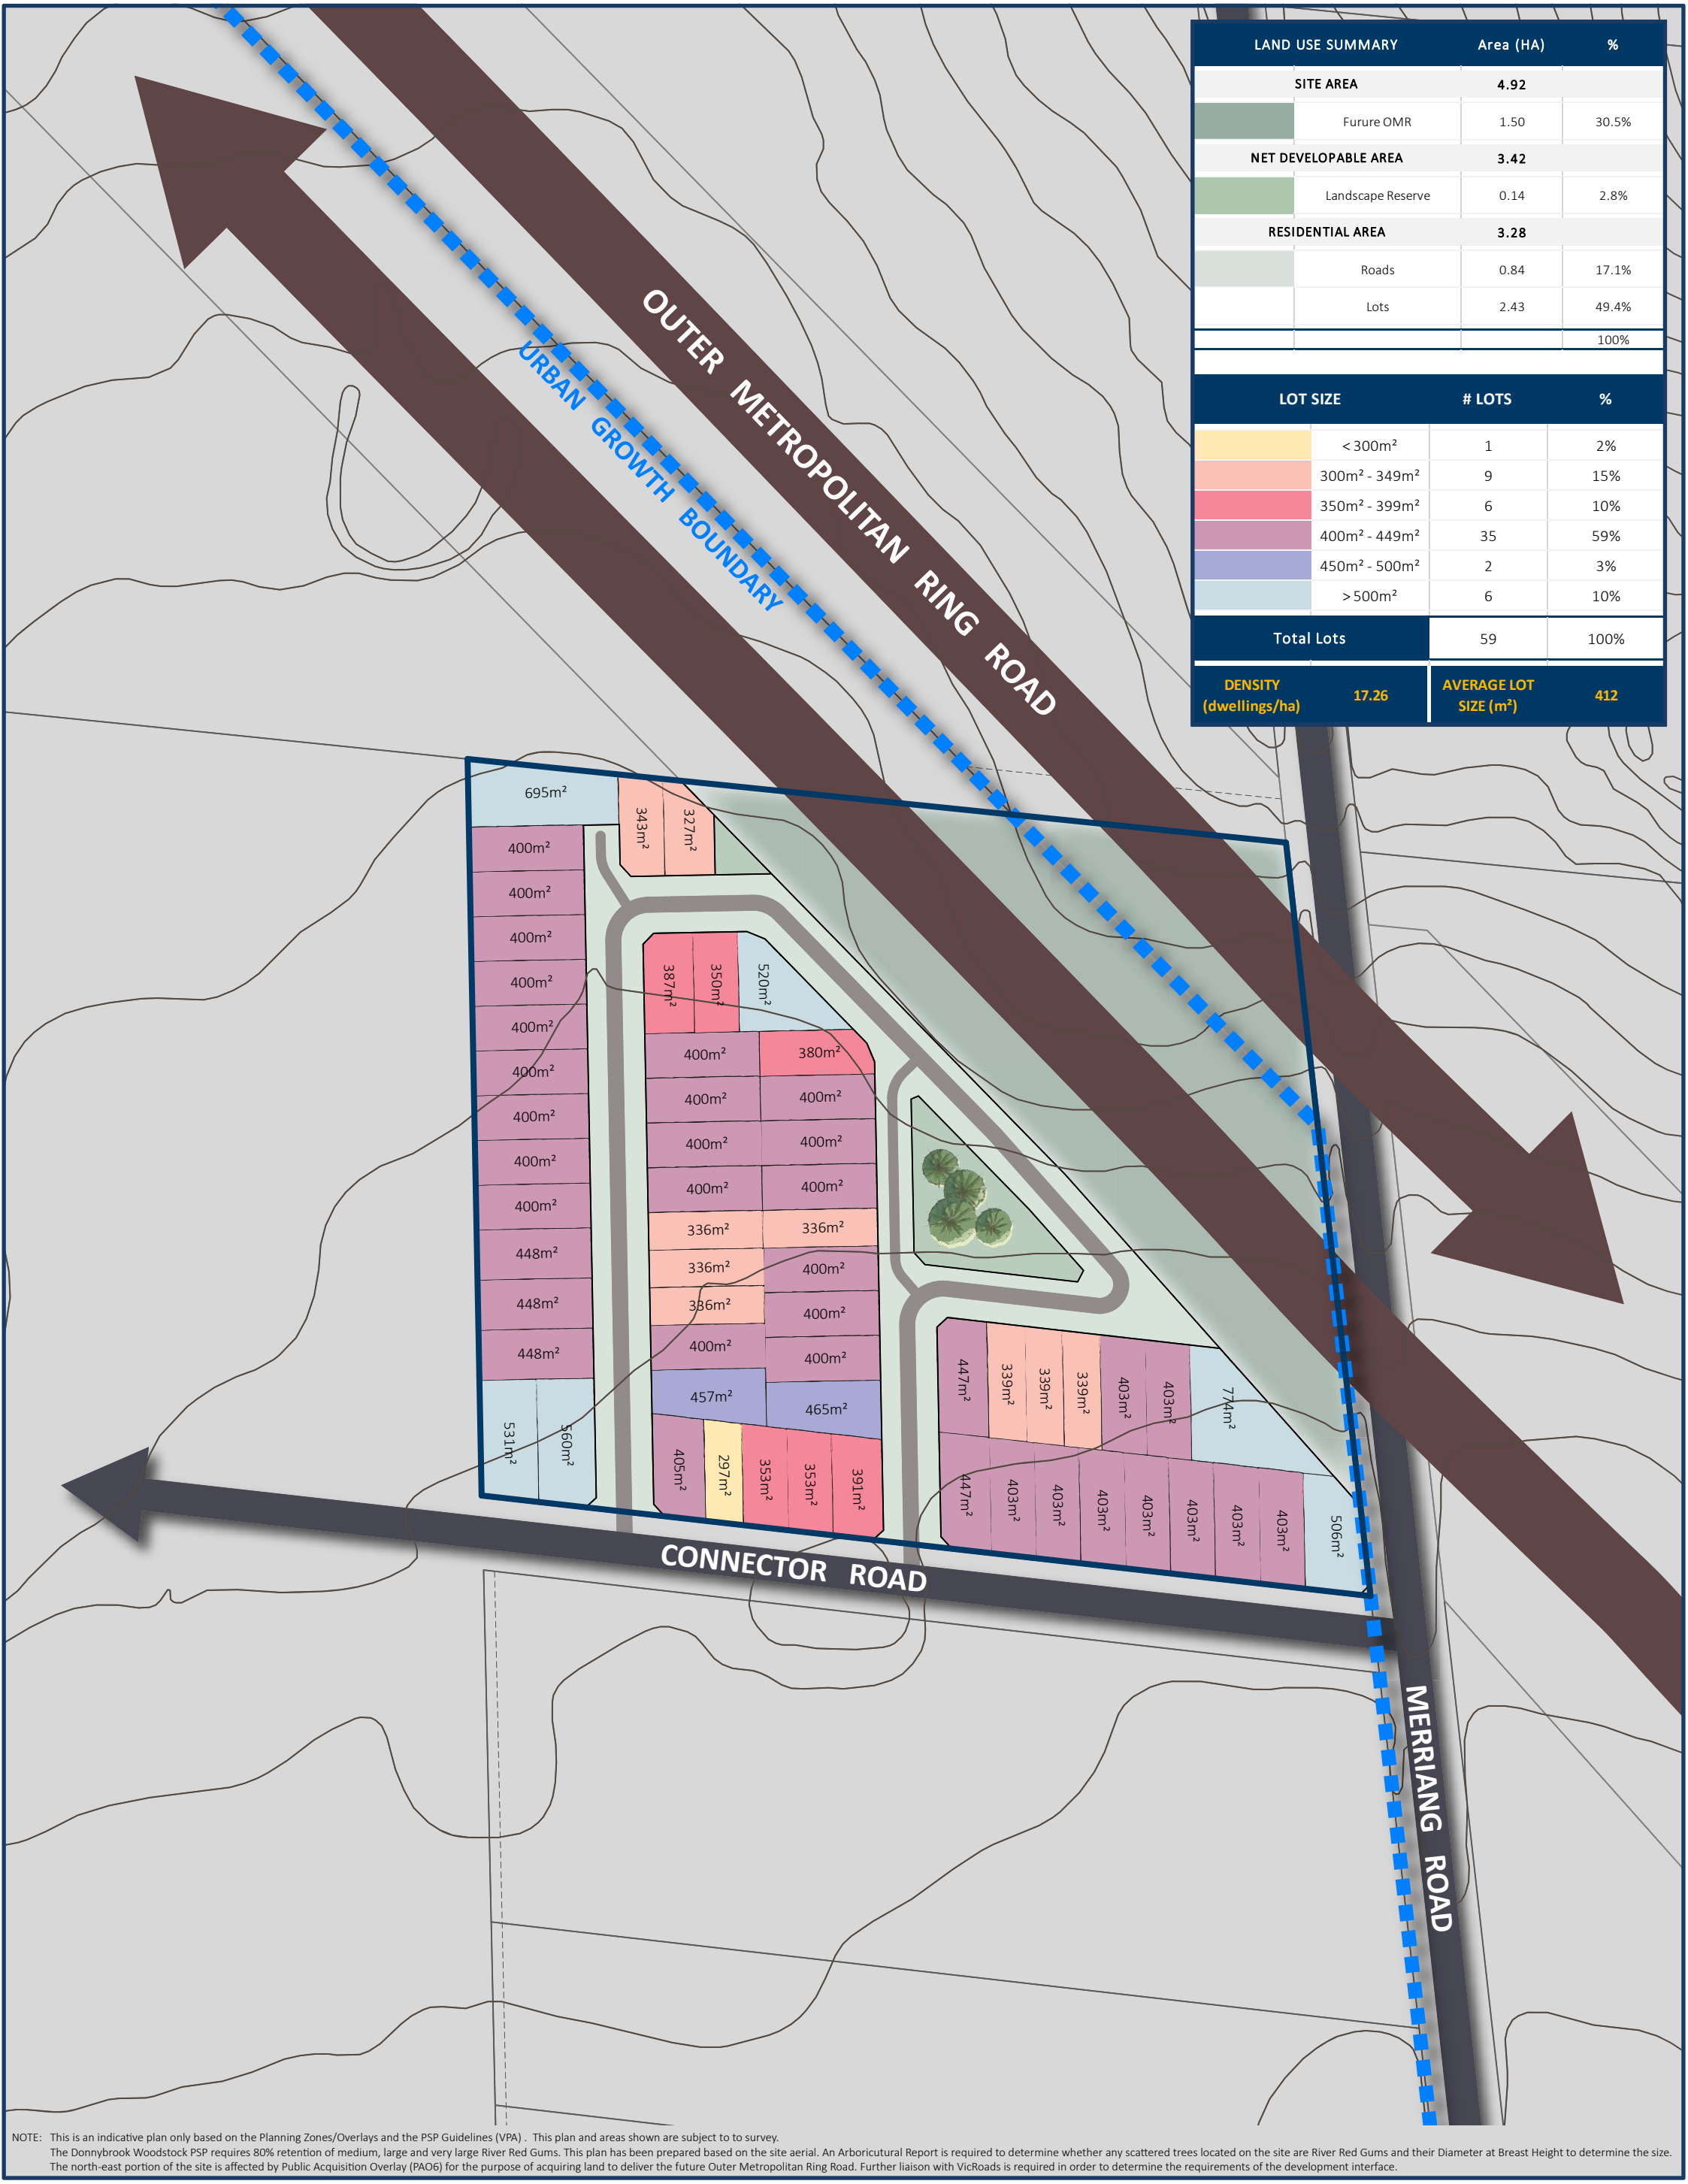 LAND USE SUMMARY Area (HA) %
SITE AREA 4.92
Furure OMR 1.50 30.5%
NET DEVELOPABLE AREA 3.42
Landscape Reserve 0.14 2.8%
RESIDENTIAL AREA 3.28
Roads 0.84 17.1%
Lots 2.43 49.4%
100%
LOT SIZE # LOTS %
< 300m² 1 2%
300m² - 349m² 9 15%
350m² - 399m² 6 10%
400m² - 449m² 35 59%
450m² - 500m² 2 3%
> 500m² 6 10%
Total Lots 59 100%
DENSITY
(dwellings/ha)
17.26
AVERAGE LOT
SIZE (m²)
412
OUTER METROPOLITAN RING ROAD
URBAN GROWTH BOUNDARY
695m²
343m²
327m²
400m²
400m²
400m²
400m²
400m²
400m²
400m²
400m²
400m²
448m²
448m²
448m²
531m²
560m²
387m²
350m²
520m²
400m² 380m²
400m² 400m²
400m² 400m²
400m² 400m²
336m² 336m²
336m² 400m²
336m² 400m²
400m² 400m²
457m² 465m²
405m²
297m²
353m²
353m²
391m²
447m²
339m²
339m²
339m²
403m²
403m²
774m²
447m²
403m²
403m²
403m²
403m²
403m²
403m²
403m²
506m²
CONNECTOR ROAD
MERRIANG ROAD
NOTE: This is an indicative plan only based on the Planning Zones/Overlays and the PSP Guidelines (VPA) . This plan and areas shown are subject to to survey.
The Donnybrook Woodstock PSP requires 80% retention of medium, large and very large River Red Gums. This plan has been prepared based on the site aerial. An Arboricutural Report is required to determine whether any scattered trees located on the site are River Red Gums and their Diameter at Breast Height to determine the size.
The north-east portion of the site is affected by Public Acquisition Overlay (PAO6) for the purpose of acquiring land to deliver the future Outer Metropolitan Ring Road. Further liaison with VicRoads is required in order to determine the requirements of the development interface.